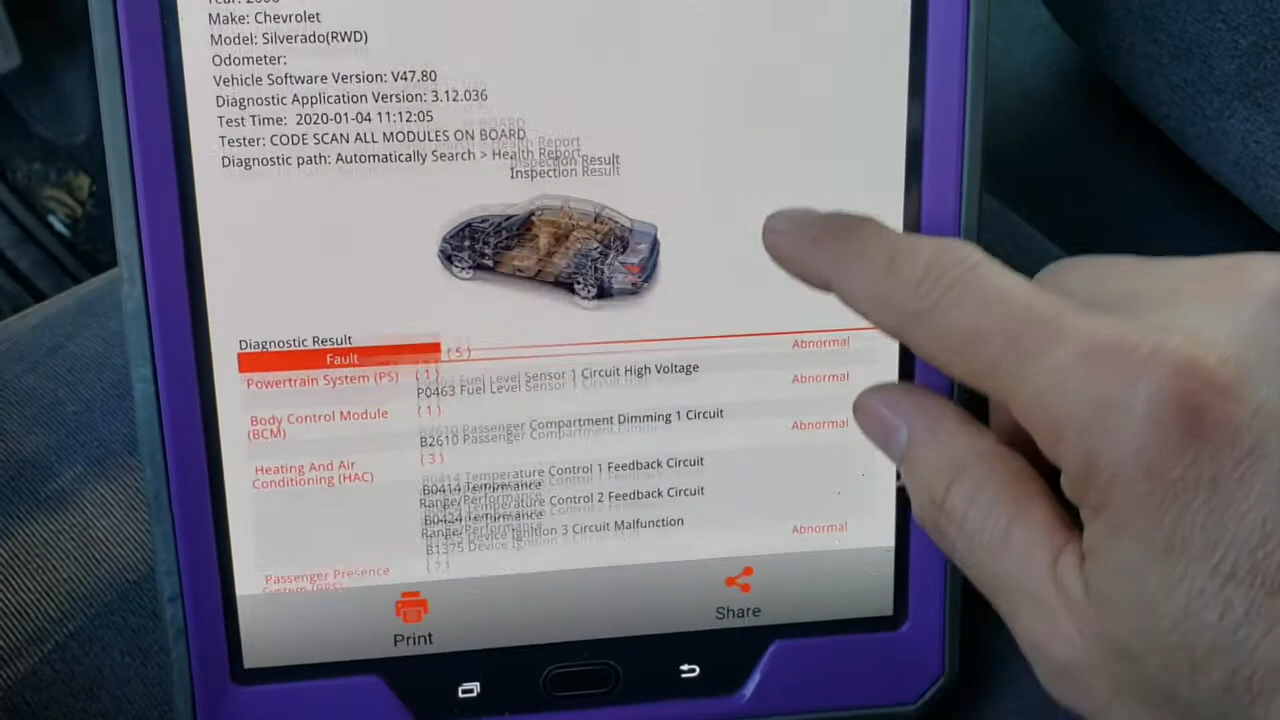 Make: Chevrolet
Model: Silverado(RWD)
Odometer:
Vehicle Software Version: V47.80
Diagnostic Application Version: 3.12.036
Test Time: 2020-01-04 11:12:05
Tester: CODE SCAN ALL MODULES ON BOARD
Diagnostic path: Automatically Search > Health Report
Inspection Result
Diagnostic Result
Fault (5)
Abnormal
Powertrain System (PS) (1)
P0463 Fuel Level Sensor 1 Circuit High Voltage
Abnormal
Body Control Module (1)
(BCM)
B2610 Passenger Compartment Dimming 1 Circuit
Abnormal
Heating And Air (3)
Conditioning (HAC)
B0414 Temperature Control 1 Feedback Circuit
Range/Performance
B0424 Temperature Control 2 Feedback Circuit
Range/Performance
B1375 Device Ignition 3 Circuit Malfunction
Abnormal
Passenger Presence
System
Print
Share